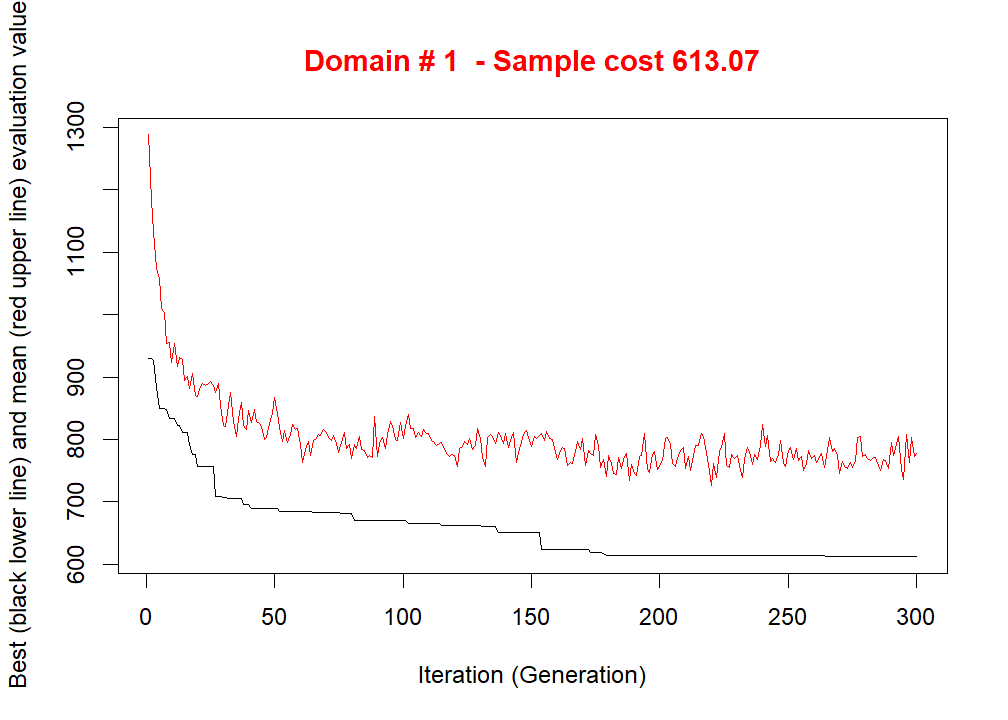 Domain # 1  - Sample cost 613.07
Best (black lower line) and mean (red upper line) evaluation value
1300
1100
900
800
700
600
0 50 100 150 200 250 300
Iteration (Generation)